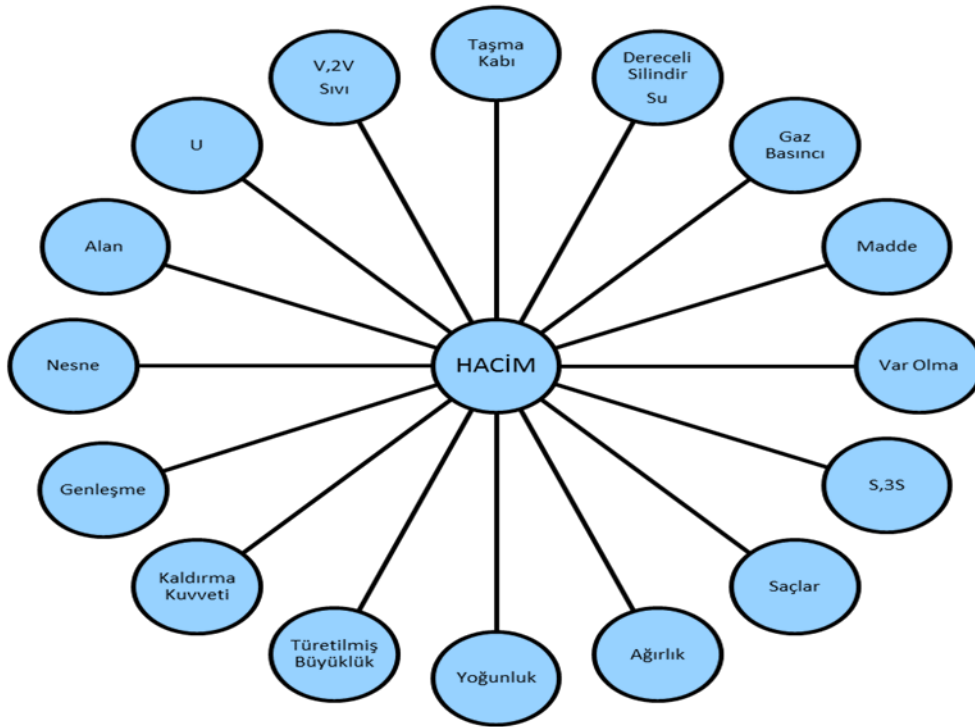 Taşma
Kabı
V,2V
Sıvı
Dereceli
Silindir
Su
U
Gaz
Basıncı
Alan
Madde
Nesne
HACİM
Var Olma
Genleşme
S,3S
Kaldırma
Kuvveti
Saçlar
Türetilmiş
Büyüklük
Yoğunluk
Ağırlık